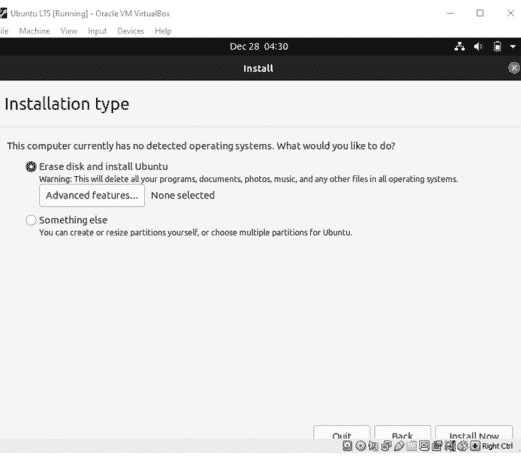 Ubuntu LTS [Running] - Oracle VM VirtualBox
ile Machine View Input Devices Help
Dec 28 04:30
Install
Installation type
This computer currently has no detected operating systems. What would you like to do?
Erase disk and install Ubuntu
Warning: This will delete all your programs, documents, photos, music, and any other files in all operating systems.
Advanced features... None selected
Something else
You can create or resize partitions yourself, or choose multiple partitions for Ubuntu.
Quit Back Install Now
Right Ctrl